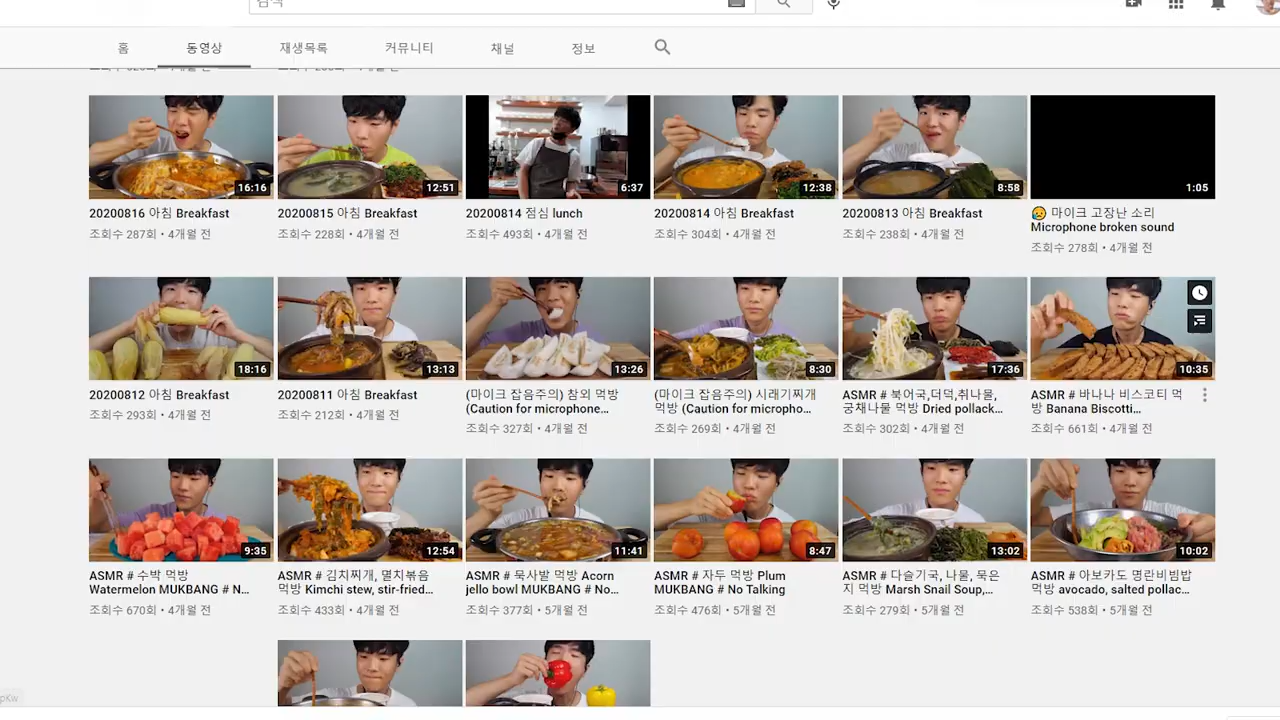 검색
홈 동영상 재생목록 커뮤니티 채널 정보
16:16 12:51 6:37 12:38 8:58 1:05
20200816 아침 Breakfast 20200815 아침 Breakfast 20200814 점심 lunch 20200814 아침 Breakfast 20200813 아침 Breakfast 😥 마이크 고장난 소리
Microphone broken sound
조회수 287회 • 4개월 전 조회수 228회 • 4개월 전 조회수 493회 • 4개월 전 조회수 304회 • 4개월 전 조회수 238회 • 4개월 전
조회수 278회 • 4개월 전
18:16 13:13 13:26 8:30 17:36 10:35
20200812 아침 Breakfast 20200811 아침 Breakfast (마이크 잡음주의) 참외 먹방 (마이크 잡음주의) 시래기찌개 ASMR # 북어국,더덕,취나물, ASMR # 바나나 비스코티 먹
(Caution for microphone... 먹방 (Caution for micropho... 궁채나물 먹방 Dried pollack... 방 Banana Biscotti...
조회수 293회 • 4개월 전 조회수 212회 • 4개월 전
조회수 327회 • 4개월 전 조회수 269회 • 4개월 전 조회수 302회 • 4개월 전 조회수 661회 • 4개월 전
9:35 12:54 11:41 8:47 13:02 10:02
ASMR # 수박 먹방 ASMR # 김치찌개, 멸치볶음 ASMR # 묵사발 먹방 Acorn ASMR # 자두 먹방 Plum ASMR # 다슬기국, 나물, 묵은 ASMR # 아보카도 명란비빔밥
Watermelon MUKBANG # N... 먹방 Kimchi stew, stir-fried... jello bowl MUKBANG # No... MUKBANG # No Talking 지 먹방 Marsh Snail Soup,... 먹방 avocado, salted pollac...
조회수 670회 • 4개월 전 조회수 433회 • 4개월 전 조회수 377회 • 5개월 전 조회수 476회 • 5개월 전 조회수 279회 • 5개월 전 조회수 538회 • 5개월 전